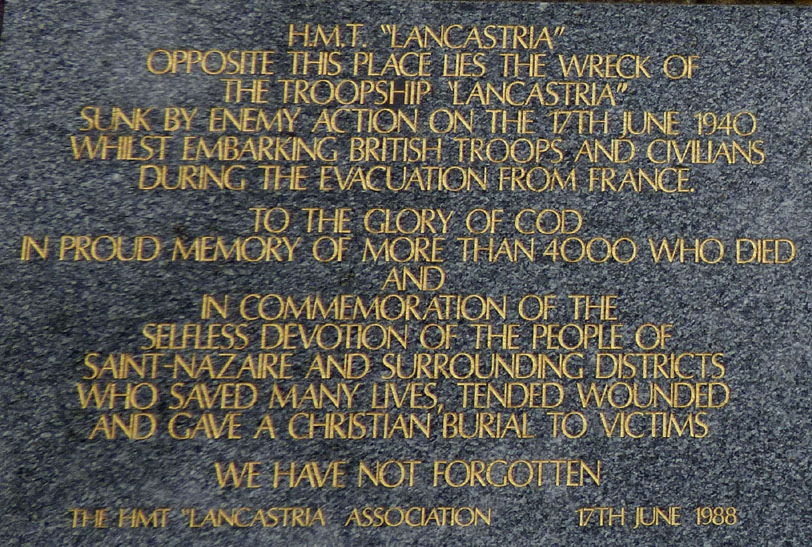 H.M.T. "LANCASTRIA"
OPPOSITE THIS PLACE LIES THE WRECK OF
THE TROOPSHIP "LANCASTRIA"
SUNK BY ENEMY ACTION ON THE 17TH JUNE 1940
WHILST EMBARKING BRITISH TROOPS AND CIVILIANS
DURING THE EVACUATION FROM FRANCE.
TO THE GLORY OF GOD
IN PROUD MEMORY OF MORE THAN 4000 WHO DIED
AND
IN COMMEMORATION OF THE
SELFLESS DEVOTION OF THE PEOPLE OF
SAINT-NAZAIRE AND SURROUNDING DISTRICTS
WHO SAVED MANY LIVES, TENDED WOUNDED
AND GAVE A CHRISTIAN BURIAL TO VICTIMS
WE HAVE NOT FORGOTTEN
THE HMT "LANCASTRIA ASSOCIATION 17TH JUNE 1988